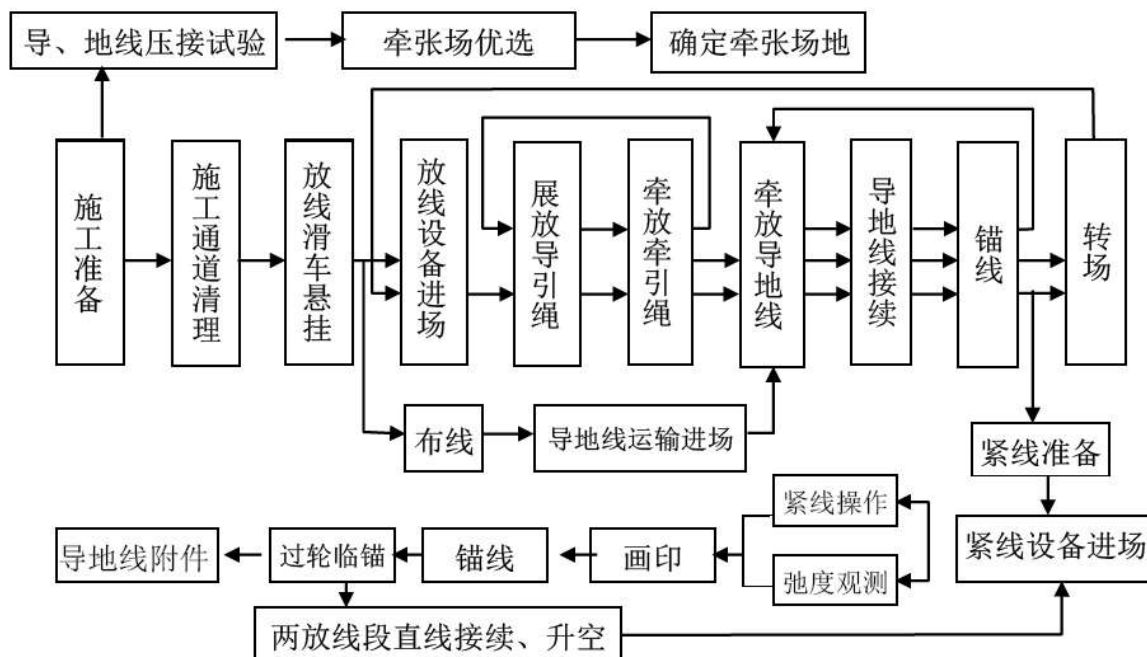 导、地线压接试验
牵张场优选
确定牵张场地
施工准备
施工通道清理
放线滑车悬挂
放线设备进场
展放导引绳
牵放牵引绳
牵放导地线
导地线接续
锚线
转场
布线
导地线运输进场
紧线准备
紧线操作
导地线附件
过轮临锚
锚线
画印
弛度观测
紧线设备进场
两放线段直线接续、升空